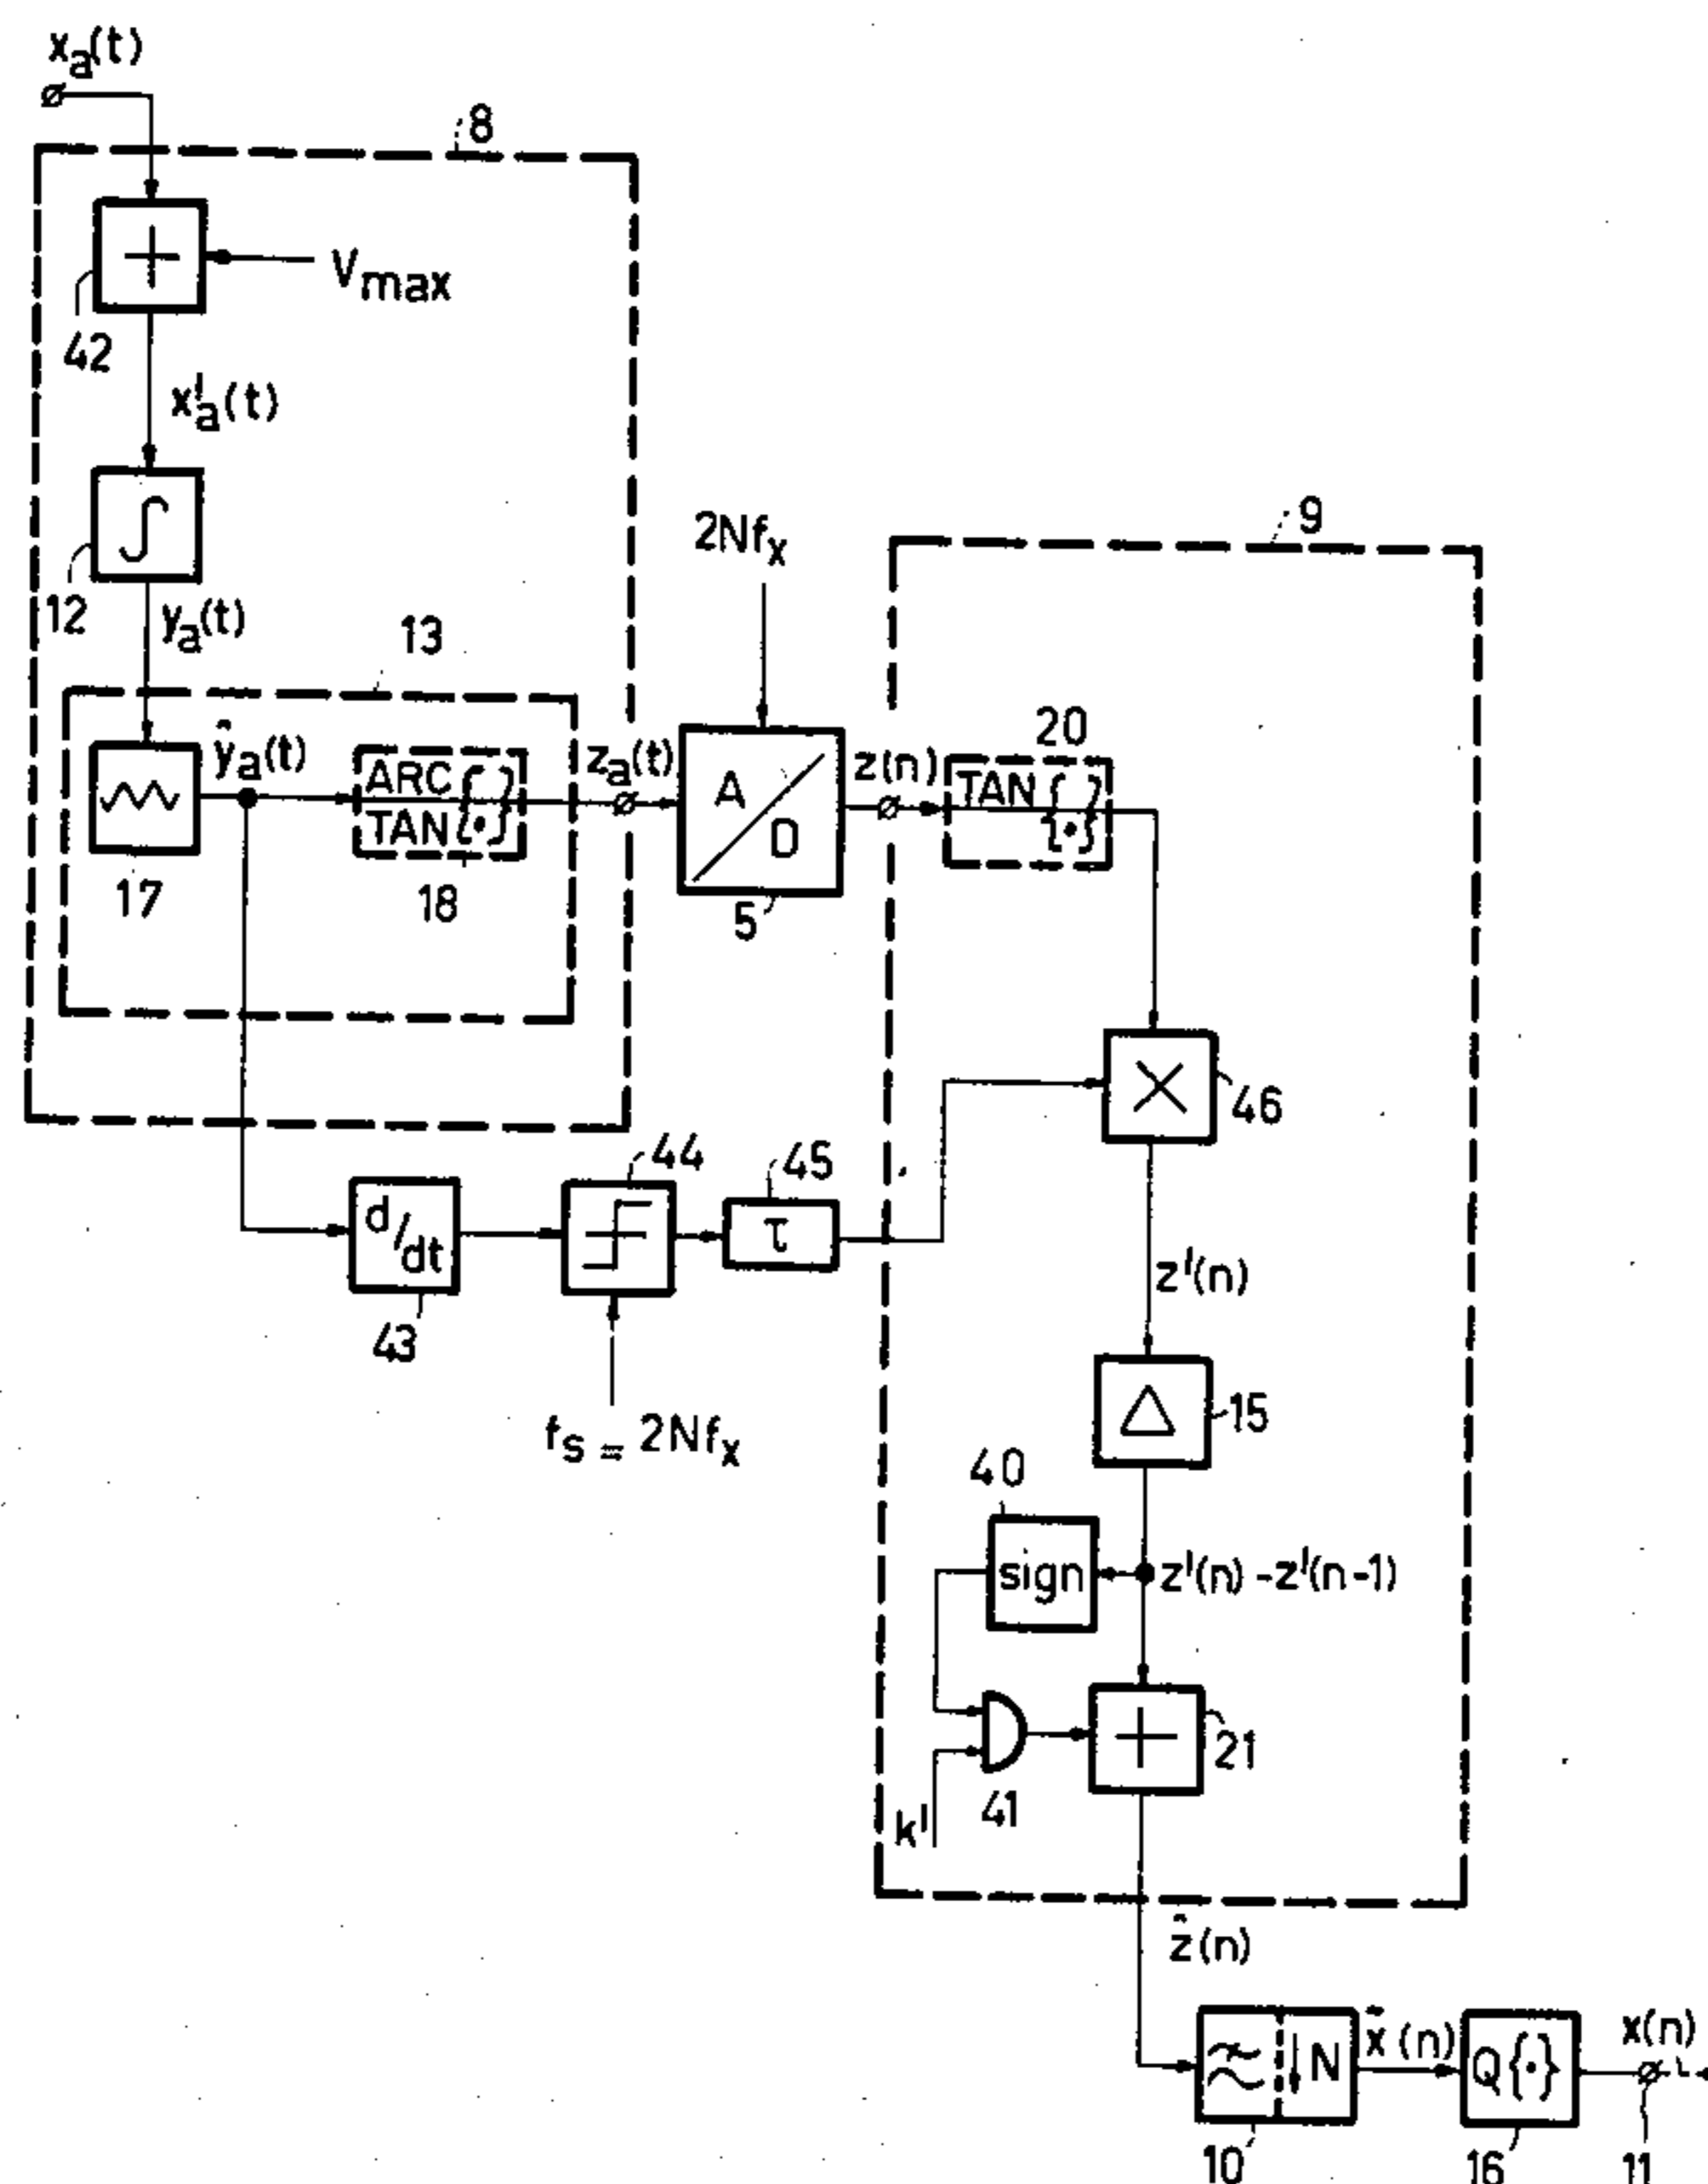 xa(t)
8
+
Vmax
42
x'a(t)
∫
12
ya(t)
13
2Nfx
9
ŷa(t)
ARC
TAN {•}
17
18
za(t)
A/D
5
z(n)
20
TAN {•}
×
46
44
45
d/dt
43
τ
fs = 2Nfx
z'(n)
△
15
40
sign
z'(n) - z'(n-1)
+
21
41
k'
ẑ(n)
↓N
10
x̂(n)
Q{•}
16
x(n)
11